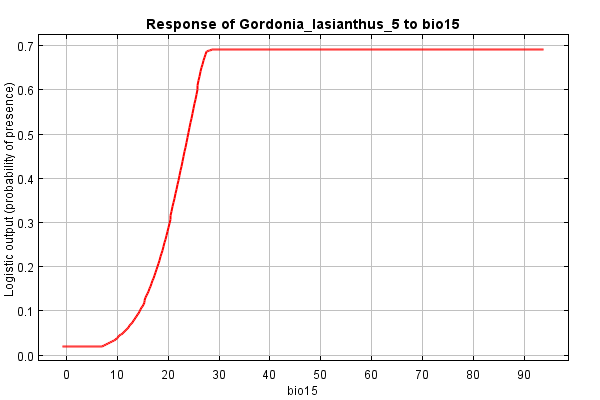 Response of Gordonia_lasianthus_5 to bio15
Logistic output (probability of presence)
0.7
0.6
0.5
0.4
0.3
0.2
0.1
0.0
0 10 20 30 40 50 60 70 80 90
bio15